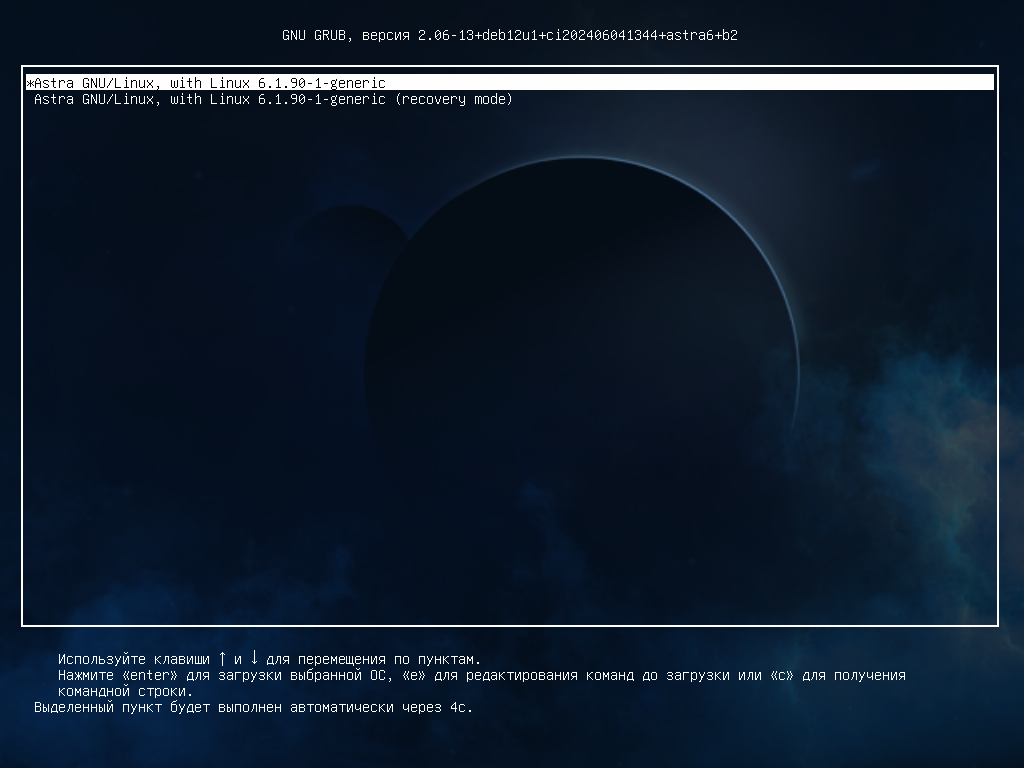 GNU GRUB, версия 2.06-13+deb12u1+ci202406041344+astra6+b2
*Astra GNU/Linux, with Linux 6.1.90-1-generic
Astra GNU/Linux, with Linux 6.1.90-1-generic (recovery mode)
Используйте клавиши ↑ и ↓ для перемещения по пунктам.
Нажмите «enter» для загрузки выбранной ОС, «e» для редактирования команд до загрузки или «c» для получения
командной строки.
Выделенный пункт будет выполнен автоматически через 4с.